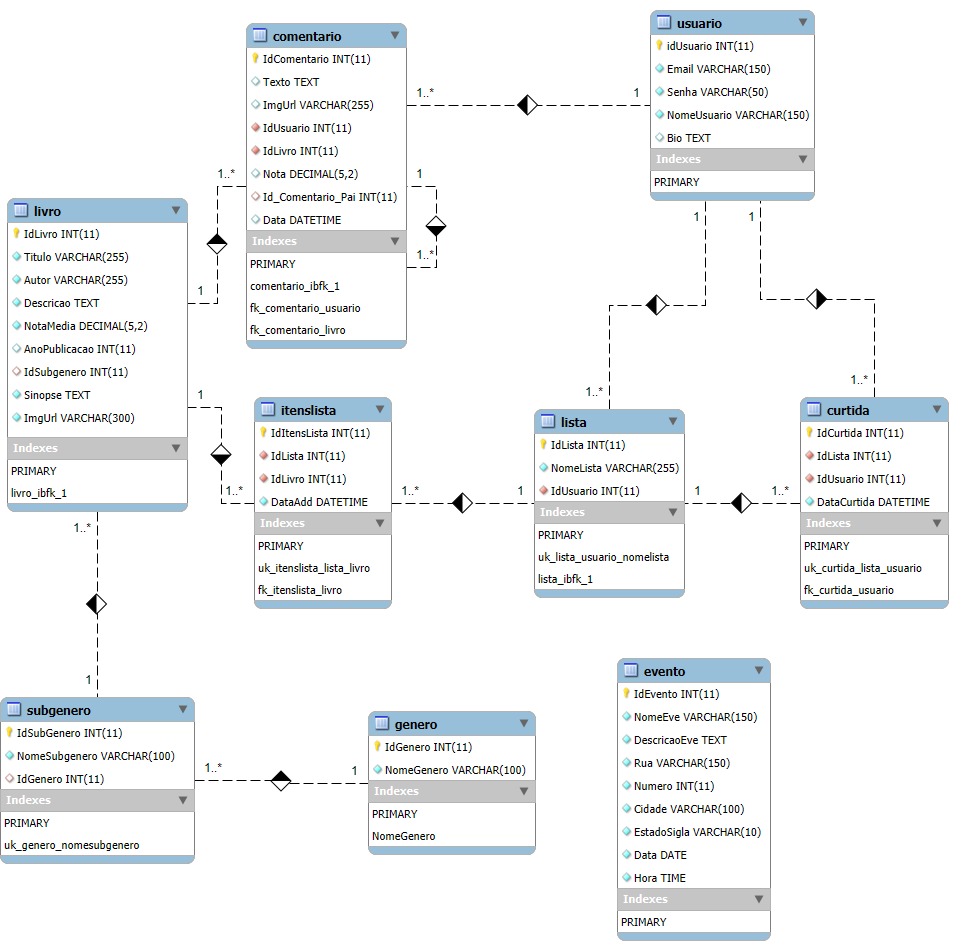 comentario
IdComentario INT(11)
Texto TEXT
ImgUrl VARCHAR(255)
IdUsuario INT(11)
IdLivro INT(11)
Nota DECIMAL(5,2)
Id_Comentario_Pai INT(11)
Data DATETIME
Indexes
PRIMARY
comentario_ibfk_1
fk_comentario_usuario
fk_comentario_livro
1..*
1
1
1..*
usuario
idUsuario INT(11)
Email VARCHAR(150)
Senha VARCHAR(50)
NomeUsuario VARCHAR(150)
Bio TEXT
Indexes
PRIMARY
1
1
1..*
1
livro
IdLivro INT(11)
Titulo VARCHAR(255)
Autor VARCHAR(255)
Descricao TEXT
NotaMedia DECIMAL(5,2)
AnoPublicacao INT(11)
IdSubgenero INT(11)
Sinopse TEXT
ImgUrl VARCHAR(300)
Indexes
PRIMARY
livro_ibfk_1
1
1..*
itenslista
IdItensLista INT(11)
IdLista INT(11)
IdLivro INT(11)
DataAdd DATETIME
Indexes
PRIMARY
uk_itenslista_lista_livro
fk_itenslista_livro
1..*
1
1..*
lista
IdLista INT(11)
NomeLista VARCHAR(255)
IdUsuario INT(11)
Indexes
PRIMARY
uk_lista_usuario_nomelista
lista_ibfk_1
1
1..*
1..*
curtida
IdCurtida INT(11)
IdLista INT(11)
IdUsuario INT(11)
DataCurtida DATETIME
Indexes
PRIMARY
uk_curtida_lista_usuario
fk_curtida_usuario
1..*
1
subgenero
IdSubGenero INT(11)
NomeSubgenero VARCHAR(100)
IdGenero INT(11)
Indexes
PRIMARY
uk_genero_nomesubgenero
1..*
1
genero
IdGenero INT(11)
NomeGenero VARCHAR(100)
Indexes
PRIMARY
NomeGenero
evento
IdEvento INT(11)
NomeEve VARCHAR(150)
DescricaoEve TEXT
Rua VARCHAR(150)
Numero INT(11)
Cidade VARCHAR(100)
EstadoSigla VARCHAR(10)
Data DATE
Hora TIME
Indexes
PRIMARY